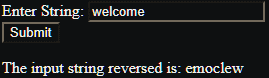 Enter String: welcome
Submit
The input string reversed is: emoclew